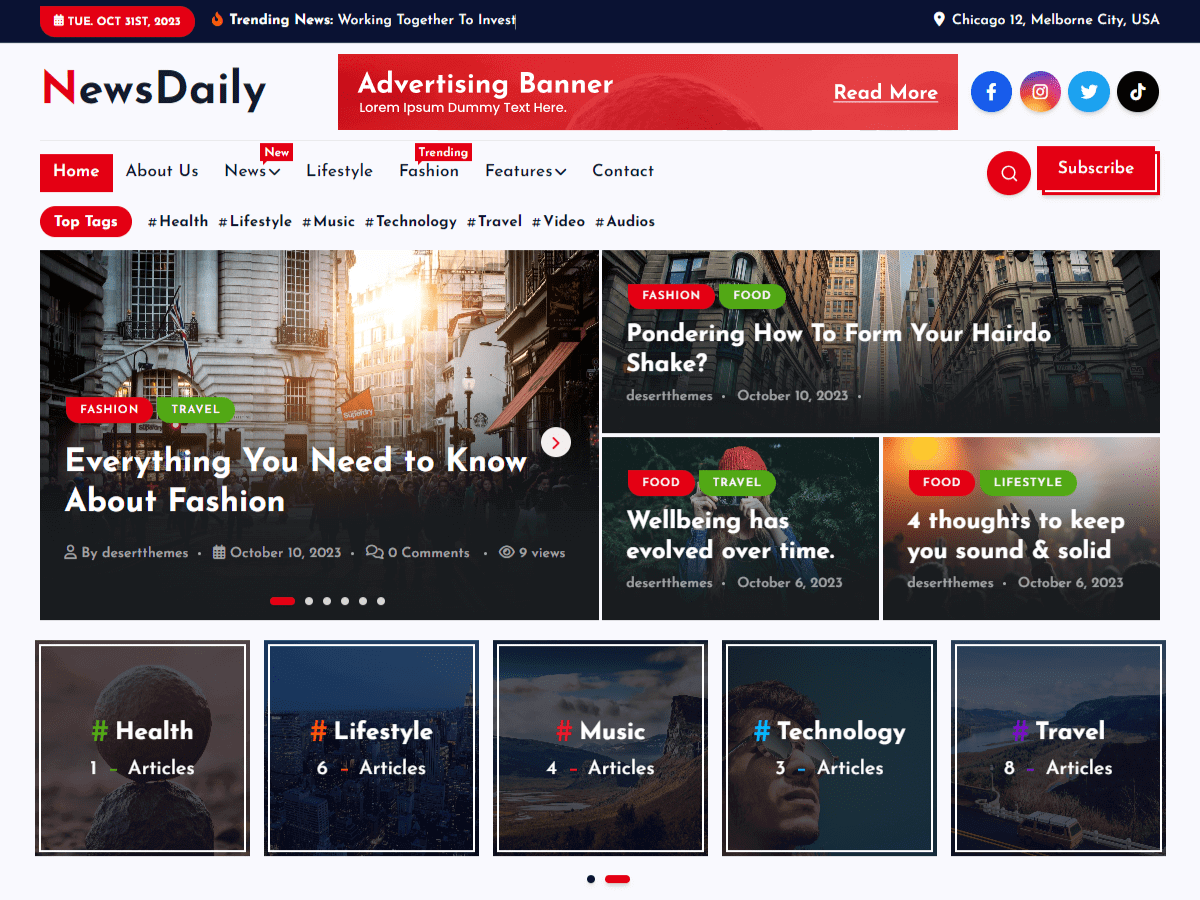 TUE. OCT 31ST, 2023
Trending News: Working Together To Invest
Chicago 12, Melborne City, USA
NewsDaily
Advertising Banner
Lorem Ipsum Dummy Text Here.
Read More
New
Trending
Home About Us News Lifestyle Fashion Features Contact
Subscribe
Top Tags #Health #Lifestyle #Music #Technology #Travel #Video #Audios
FASHION TRAVEL
Everything You Need to Know
About Fashion
By desertthemes • October 10, 2023 • 0 Comments • 9 views
FASHION FOOD
Pondering How To Form Your Hairdo
Shake?
desertthemes • October 10, 2023 •
FOOD TRAVEL
Wellbeing has
evolved over time.
desertthemes • October 6, 2023
FOOD LIFESTYLE
4 thoughts to keep
you sound & solid
desertthemes • October 6, 2023
# Health
1 – Articles
# Lifestyle
6 – Articles
# Music
4 – Articles
# Technology
3 – Articles
# Travel
8 – Articles